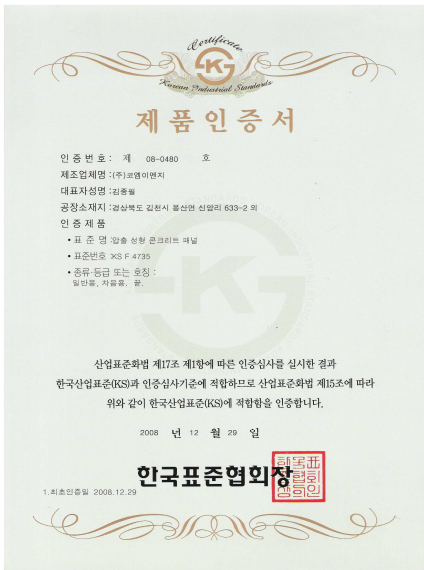 Certificate
Korean Industrial Standards
제품인증서
인증번호: 제 08-0480 호
제조업체명 :(주)코엠이엔지
대표자성명 :김종월
공장소재지 :경상북도 김천시 봉산면 신암리 633-2 외
인증제품
• 표 준 명 :압출 성형 콘크리트 패널
• 표준번호 :KS F 4735
• 종류·등급 또는 호칭 :
일반용, 차음용, 끝.
산업표준화법 제17조 제1항에 따른 인증심사를 실시한 결과
한국산업표준(KS)과 인증심사기준에 적합하므로 산업표준화법 제15조에 따라
위와 같이 한국산업표준(KS)에 적합함을 인증합니다.
2008 년 12 월 29 일
한국표준협회장
1.최초인증일 2008.12.29